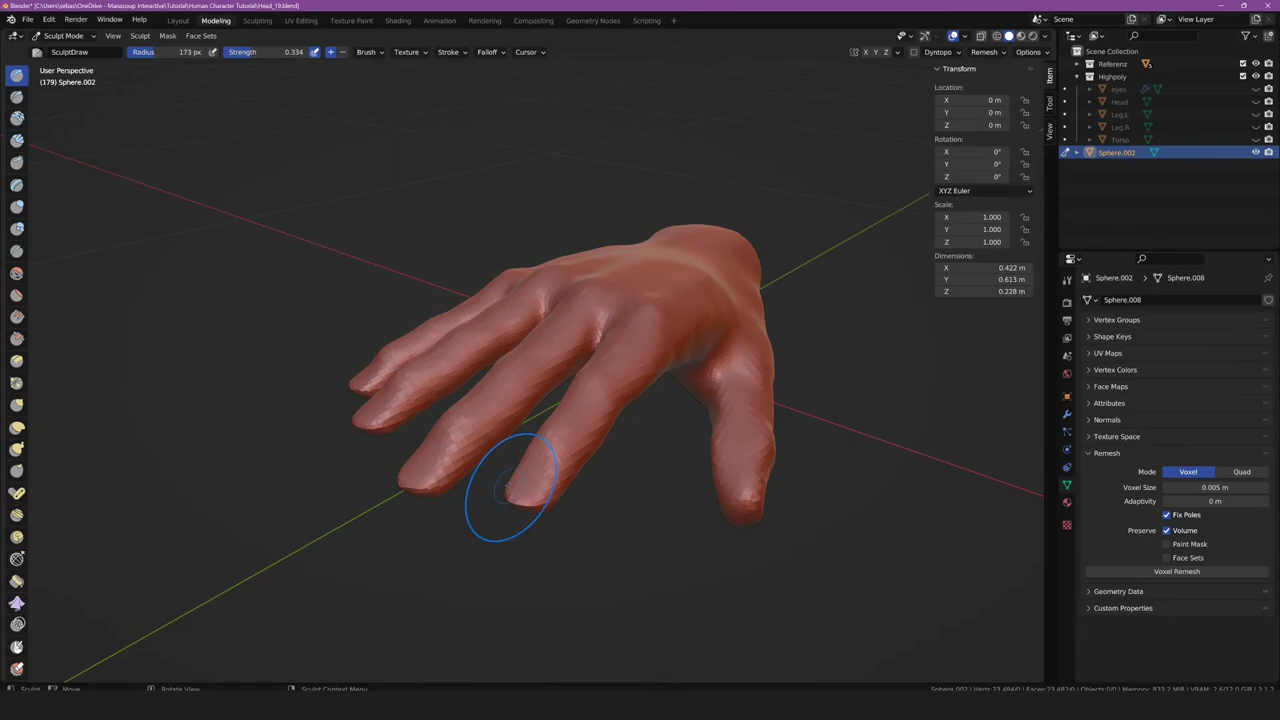 Blender* [C:\Users\sebas\OneDrive - Manasoup Interactive\Tutorial\Human Character Tutorial\Head_19.blend]
File Edit Render Window Help Layout Modeling Sculpting UV Editing Texture Paint Shading Animation Rendering Compositing Geometry Nodes Scripting + Scene View Layer
Sculpt Mode View Sculpt Mask Face Sets
SculptDraw Radius 173 px Strength 0.334 + − Brush Texture Stroke Falloff Cursor X Y Z Dyntopo Remesh Options
User Perspective
(179) Sphere.002
Transform
Location:
X 0 m
Y 0 m
Z 0 m
Rotation:
X 0°
Y 0°
Z 0°
XYZ Euler
Scale:
X 1.000
Y 1.000
Z 1.000
Dimensions:
X 0.422 m
Y 0.613 m
Z 0.228 m
Item
Tool
View
Scene Collection
Referenz
Highpoly
eyes
Head
Leg.L
Leg.R
Torso
Sphere.002
Sphere.002 Sphere.008
Sphere.008
Vertex Groups
Shape Keys
UV Maps
Vertex Colors
Face Maps
Attributes
Normals
Texture Space
Remesh
Mode Voxel Quad
Voxel Size 0.005 m
Adaptivity 0 m
Fix Poles
Preserve Volume
Paint Mask
Face Sets
Voxel Remesh
Geometry Data
Custom Properties
Sculpt Move Rotate View Sculpt Context Menu